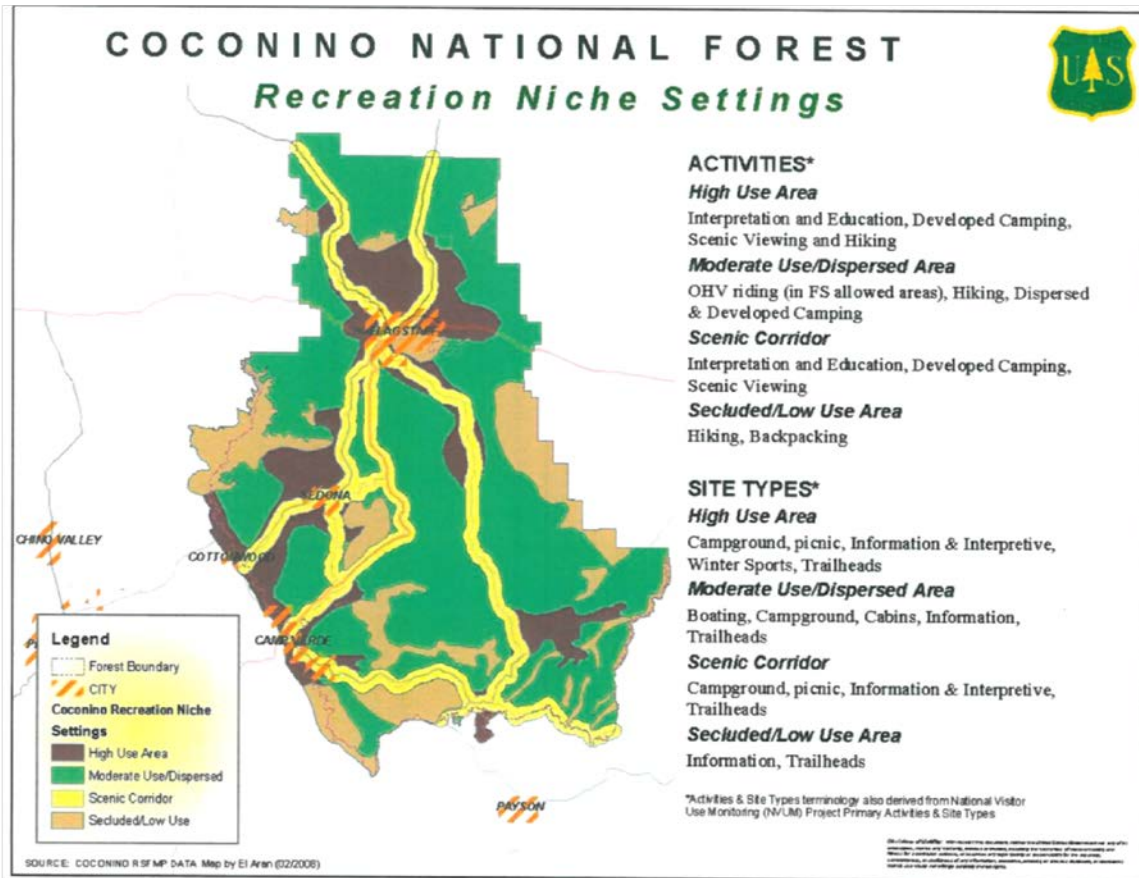 COCONINO NATIONAL FOREST
Recreation Niche Settings
US
ACTIVITIES*
High Use Area
Interpretation and Education, Developed Camping,
Scenic Viewing and Hiking
Moderate Use/Dispersed Area
OHV riding (in FS allowed areas), Hiking, Dispersed
& Developed Camping
Scenic Corridor
Interpretation and Education, Developed Camping,
Scenic Viewing
Secluded/Low Use Area
Hiking, Backpacking
SITE TYPES*
High Use Area
Campground, picnic, Information & Interpretive,
Winter Sports, Trailheads
Moderate Use/Dispersed Area
Boating, Campground, Cabins, Information,
Trailheads
Scenic Corridor
Campground, picnic, Information & Interpretive,
Trailheads
Secluded/Low Use Area
Information, Trailheads
*Activities & Site Types terminology also derived from National Visitor
Use Monitoring (NVUM) Project Primary Activities & Site Types
FLAGSTAFF
SEDONA
CHINO VALLEY
COTTONWOOD
CAMP VERDE
PAYSON
Legend
Forest Boundary
CITY
Coconino Recreation Niche
Settings
High Use Area
Moderate Use/Dispersed
Scenic Corridor
Secluded/Low Use
SOURCE: COCONINO RSFMP DATA Map by El Aran (02/2008)